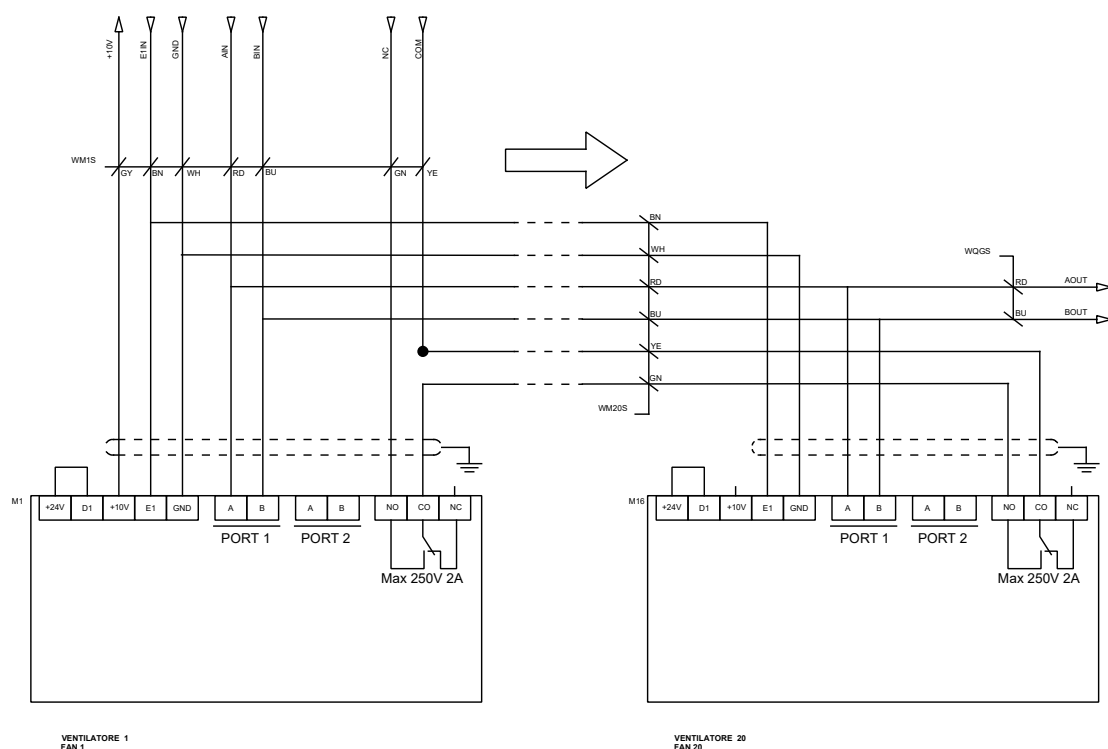 +10V E1IN GND AIN BIN NC COM
WM1S GY BN WH RD BU GN YE
BN
WH
WQGS
RD RD AOUT
BU BU BOUT
YE
GN
WM20S
M1 +24V D1 +10V E1 GND A B A B NO CO NC
PORT 1 PORT 2
Max 250V 2A
M16 +24V D1 +10V E1 GND A B A B NO CO NC
PORT 1 PORT 2
Max 250V 2A
VENTILATORE 1
FAN 1
VENTILATORE 20
FAN 20